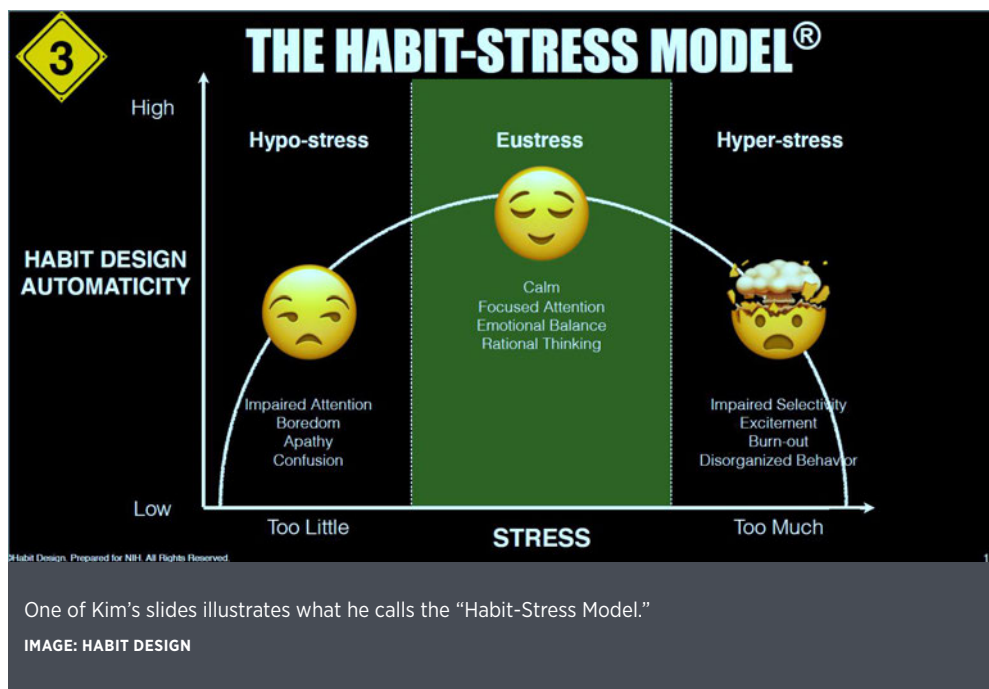 3
THE HABIT-STRESS MODEL®
High
Hypo-stress
Eustress
Hyper-stress
HABIT DESIGN
AUTOMATICITY
Calm
Focused Attention
Emotional Balance
Rational Thinking
Impaired Attention
Boredom
Apathy
Confusion
Impaired Selectivity
Excitement
Burn-out
Disorganized Behavior
Low
Too Little
STRESS
Too Much
©Habit Design. Prepared for NIH. All Rights Reserved.
1
One of Kim’s slides illustrates what he calls the “Habit-Stress Model.”
IMAGE: HABIT DESIGN